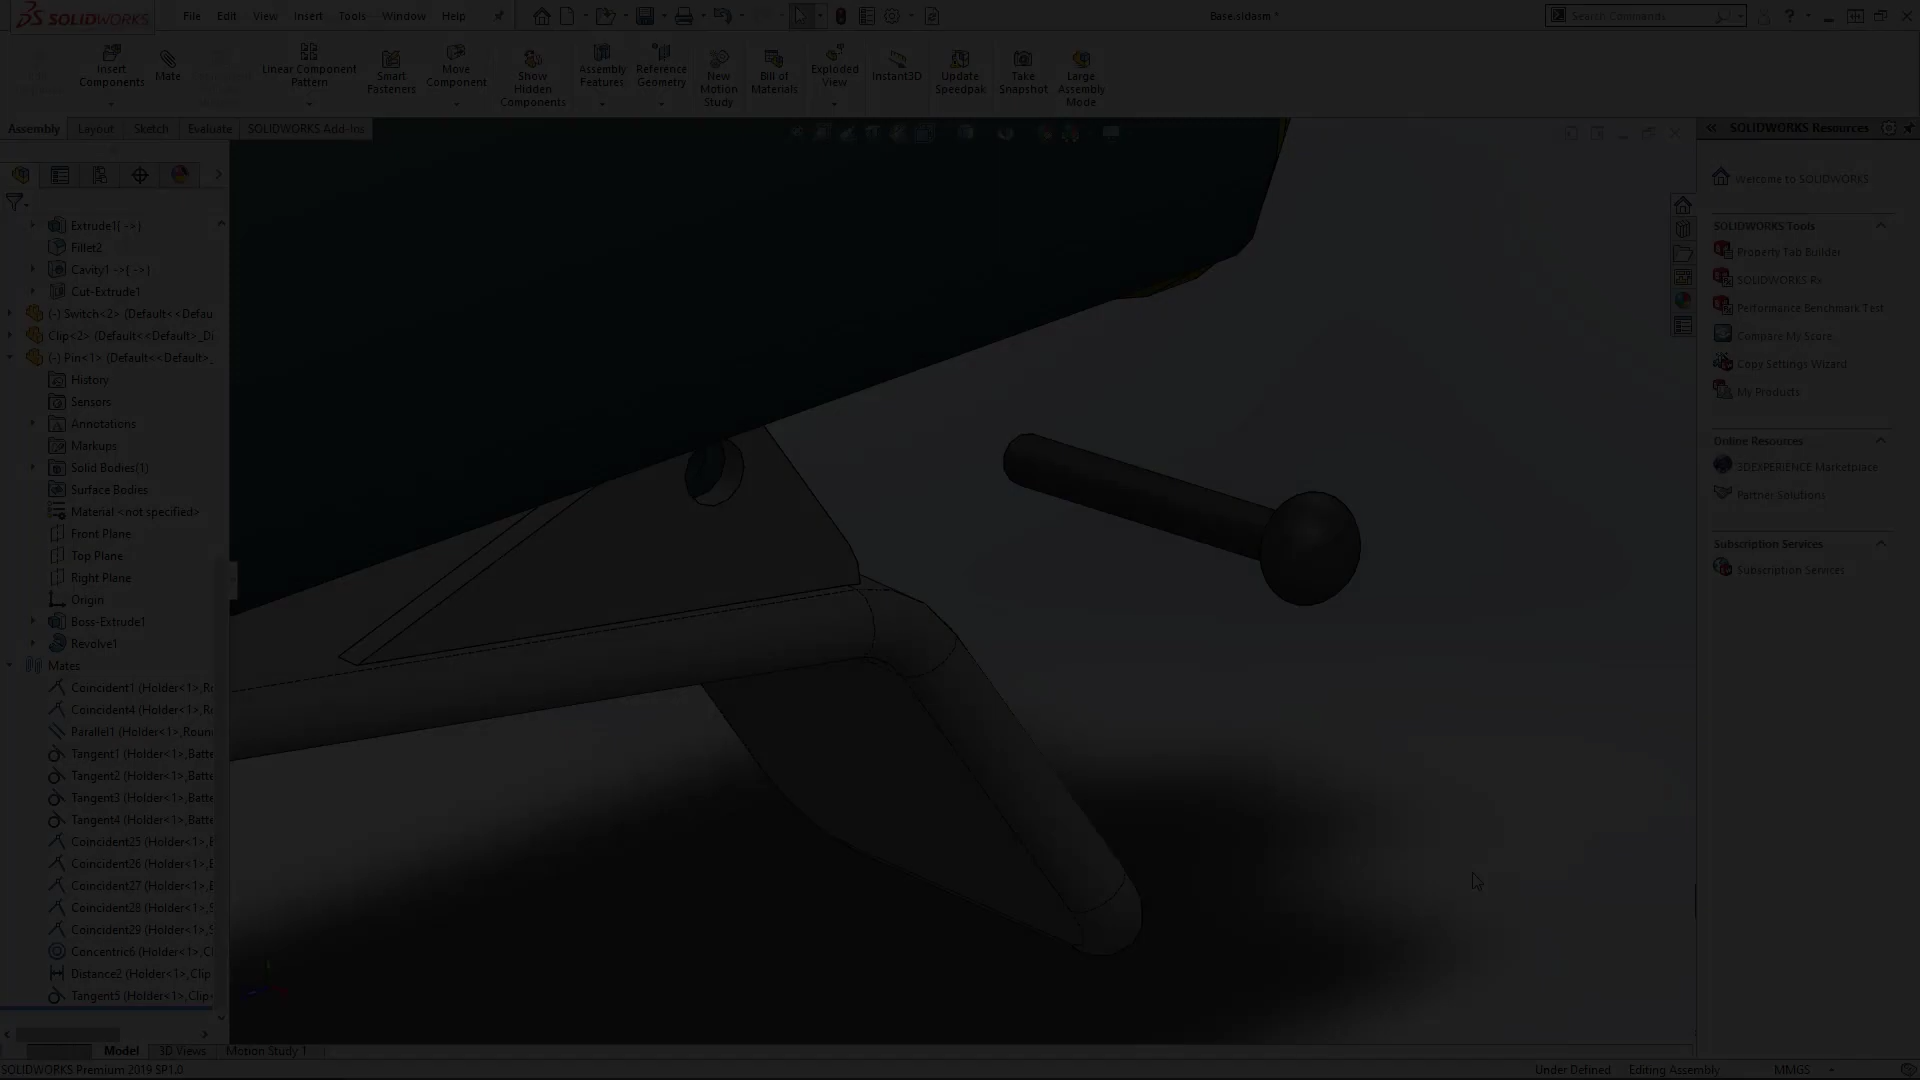 SOLIDWORKS
File Edit View Insert Tools Window Help
Base.sldasm *
Search Commands
Insert Components
Mate
Linear Component Pattern
Smart Fasteners
Move Component
Show Hidden Components
Assembly Features
Reference Geometry
New Motion Study
Bill of Materials
Exploded View
Instant3D
Update Speedpak
Take Snapshot
Large Assembly Mode
Assembly Layout Sketch Evaluate SOLIDWORKS Add-Ins
SOLIDWORKS Resources
Extrude1{ ->}
Fillet2
Cavity1 ->{ ->}
Cut-Extrude1
(-) Switch<2> (Default<<Defau
Clip<2> (Default<<Default>_Di
(-) Pin<1> (Default<<Default>_
History
Sensors
Annotations
Markups
Solid Bodies(1)
Surface Bodies
Material <not specified>
Front Plane
Top Plane
Right Plane
Origin
Boss-Extrude1
Revolve1
Mates
Coincident1 (Holder<1>,Ro
Coincident4 (Holder<1>,Ro
Parallel1 (Holder<1>,Roun
Tangent1 (Holder<1>,Batte
Tangent2 (Holder<1>,Batte
Tangent3 (Holder<1>,Batte
Tangent4 (Holder<1>,Batte
Coincident25 (Holder<1>,B
Coincident26 (Holder<1>,B
Coincident27 (Holder<1>,B
Coincident28 (Holder<1>,S
Coincident29 (Holder<1>,S
Concentric6 (Holder<1>,Cl
Distance2 (Holder<1>,Clip
Tangent5 (Holder<1>,Clip<
Welcome to SOLIDWORKS
SOLIDWORKS Tools
Property Tab Builder
SOLIDWORKS Rx
Performance Benchmark Test
Compare My Score
Copy Settings Wizard
My Products
Online Resources
3DEXPERIENCE Marketplace
Partner Solutions
Subscription Services
Subscription Services
Model 3D Views Motion Study 1
SOLIDWORKS Premium 2019 SP1.0
Under Defined Editing Assembly MMGS